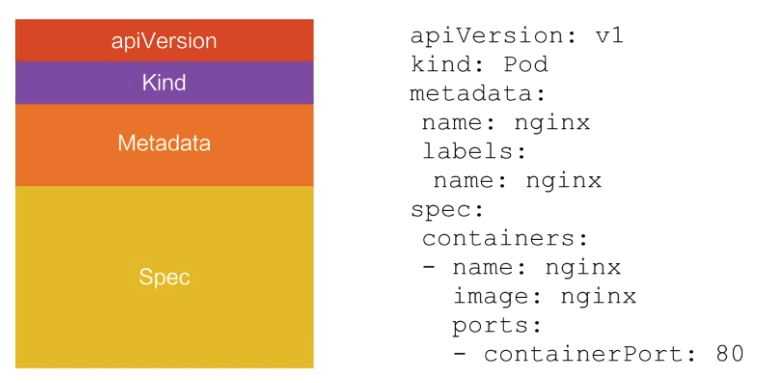 apiVersion
Kind
Metadata
Spec
apiVersion: v1
kind: Pod
metadata:
 name: nginx
 labels:
  name: nginx
spec:
 containers:
 - name: nginx
   image: nginx
   ports:
   - containerPort: 80